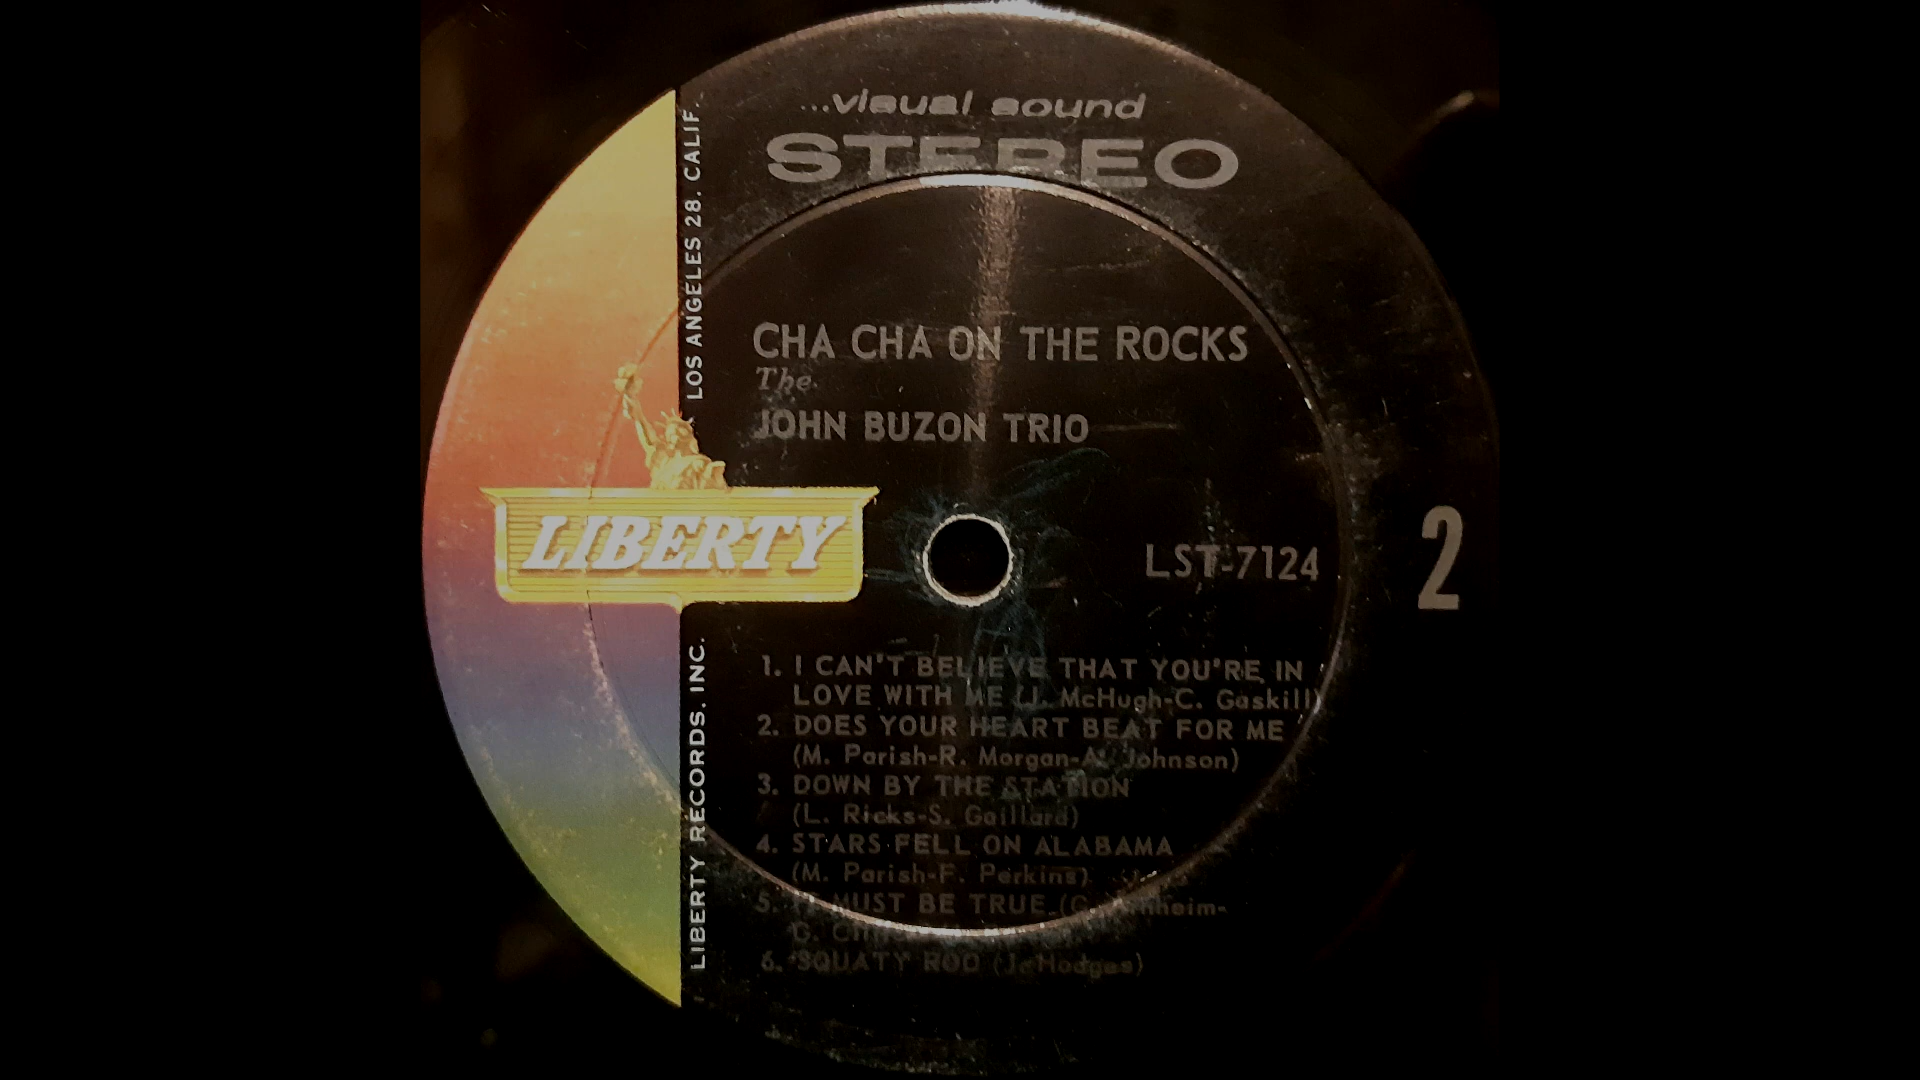 ...visual sound
STEREO
LOS ANGELES 28, CALIF.
CHA CHA ON THE ROCKS
The
JOHN BUZON TRIO
LIBERTY
LST-7124
2
LIBERTY RECORDS, INC.
1. I CAN'T BELIEVE THAT YOU'RE IN
LOVE WITH ME (J. McHugh-C. Gaskill)
2. DOES YOUR HEART BEAT FOR ME
(M. Parish-R. Morgan-A. Johnson)
3. DOWN BY THE STATION
(L. Ricks-S. Gaillard)
4. STARS FELL ON ALABAMA
(M. Parish-F. Perkins)
5. IT MUST BE TRUE
G.
6. SQUATY ROO (J. Hodges)